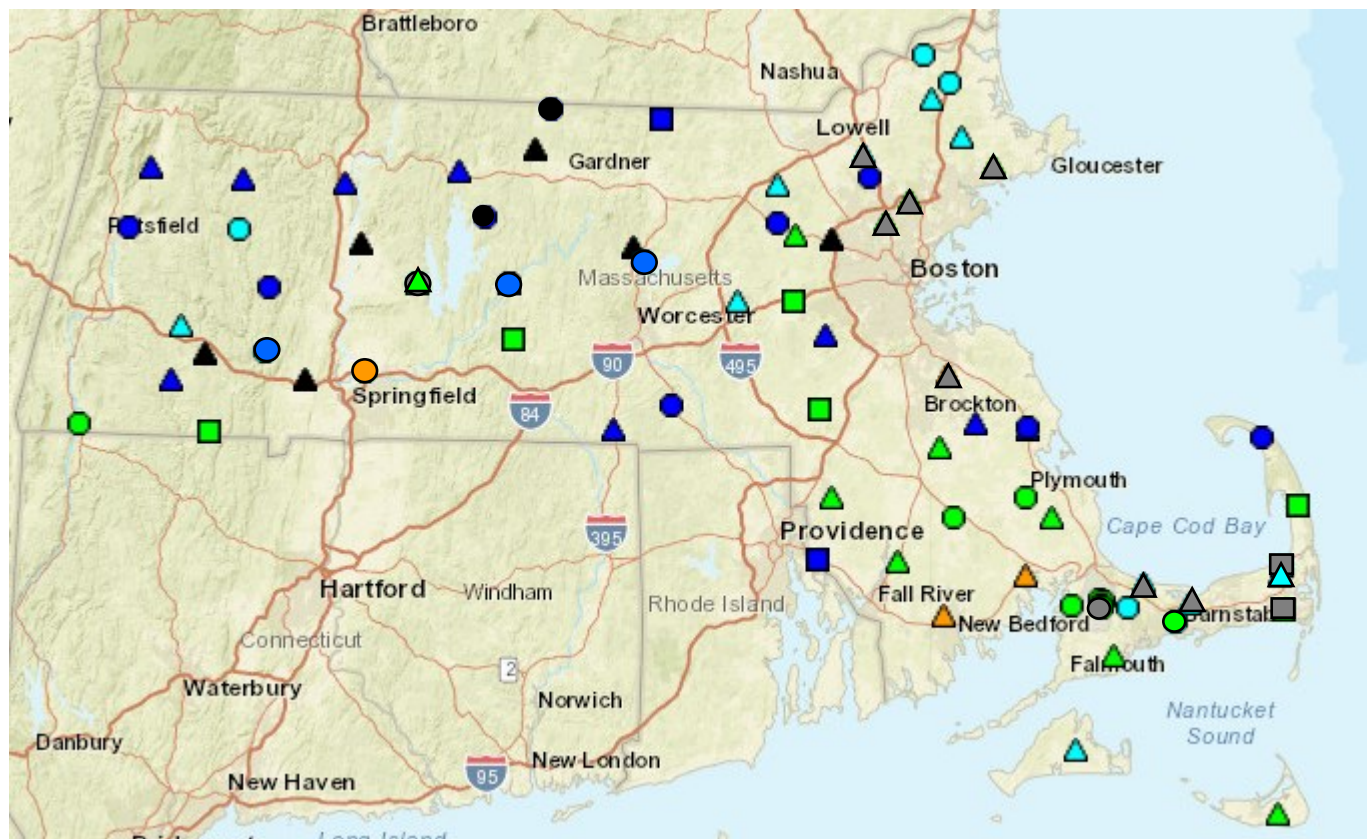 Brattleboro
Nashua
Lowell
Gardner
Gloucester
Massachusetts
Boston
Worcester
90
495
Springfield
84
Brockton
Plymouth
Cape Cod Bay
Providence
395
Hartford
Windham
Fall River
Rhode Island
New Bedford
Connecticut
Falmouth
2
Waterbury
Norwich
Nantucket
Sound
Danbury
New London
95
New Haven